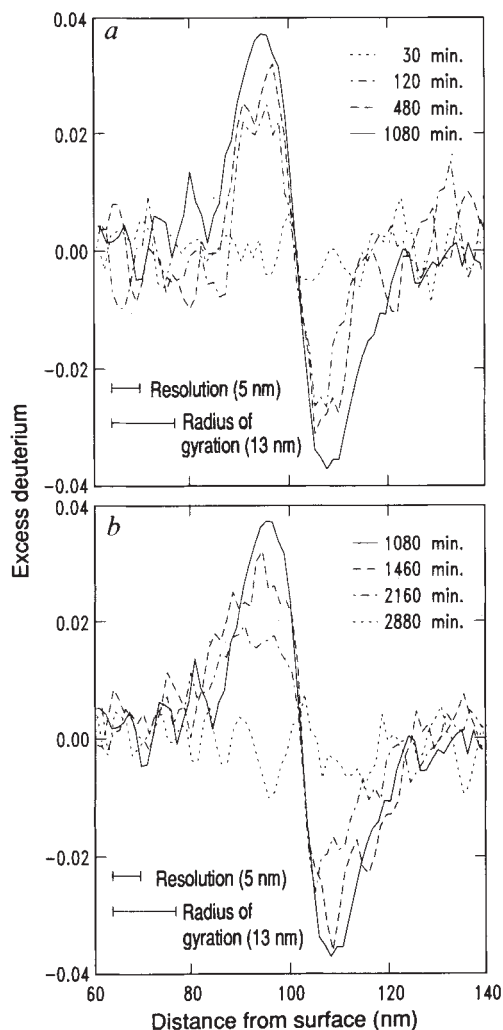 0.04
a
30 min.
120 min.
480 min.
1080 min.
0.02
0.00
-0.02
Resolution (5 nm)
Radius of
gyration (13 nm)
-0.04
Excess deuterium
0.04
b
1080 min.
1460 min.
2160 min.
2880 min.
0.02
0.00
-0.02
Resolution (5 nm)
Radius of
gyration (13 nm)
-0.04
60 80 100 120 140
Distance from surface (nm)